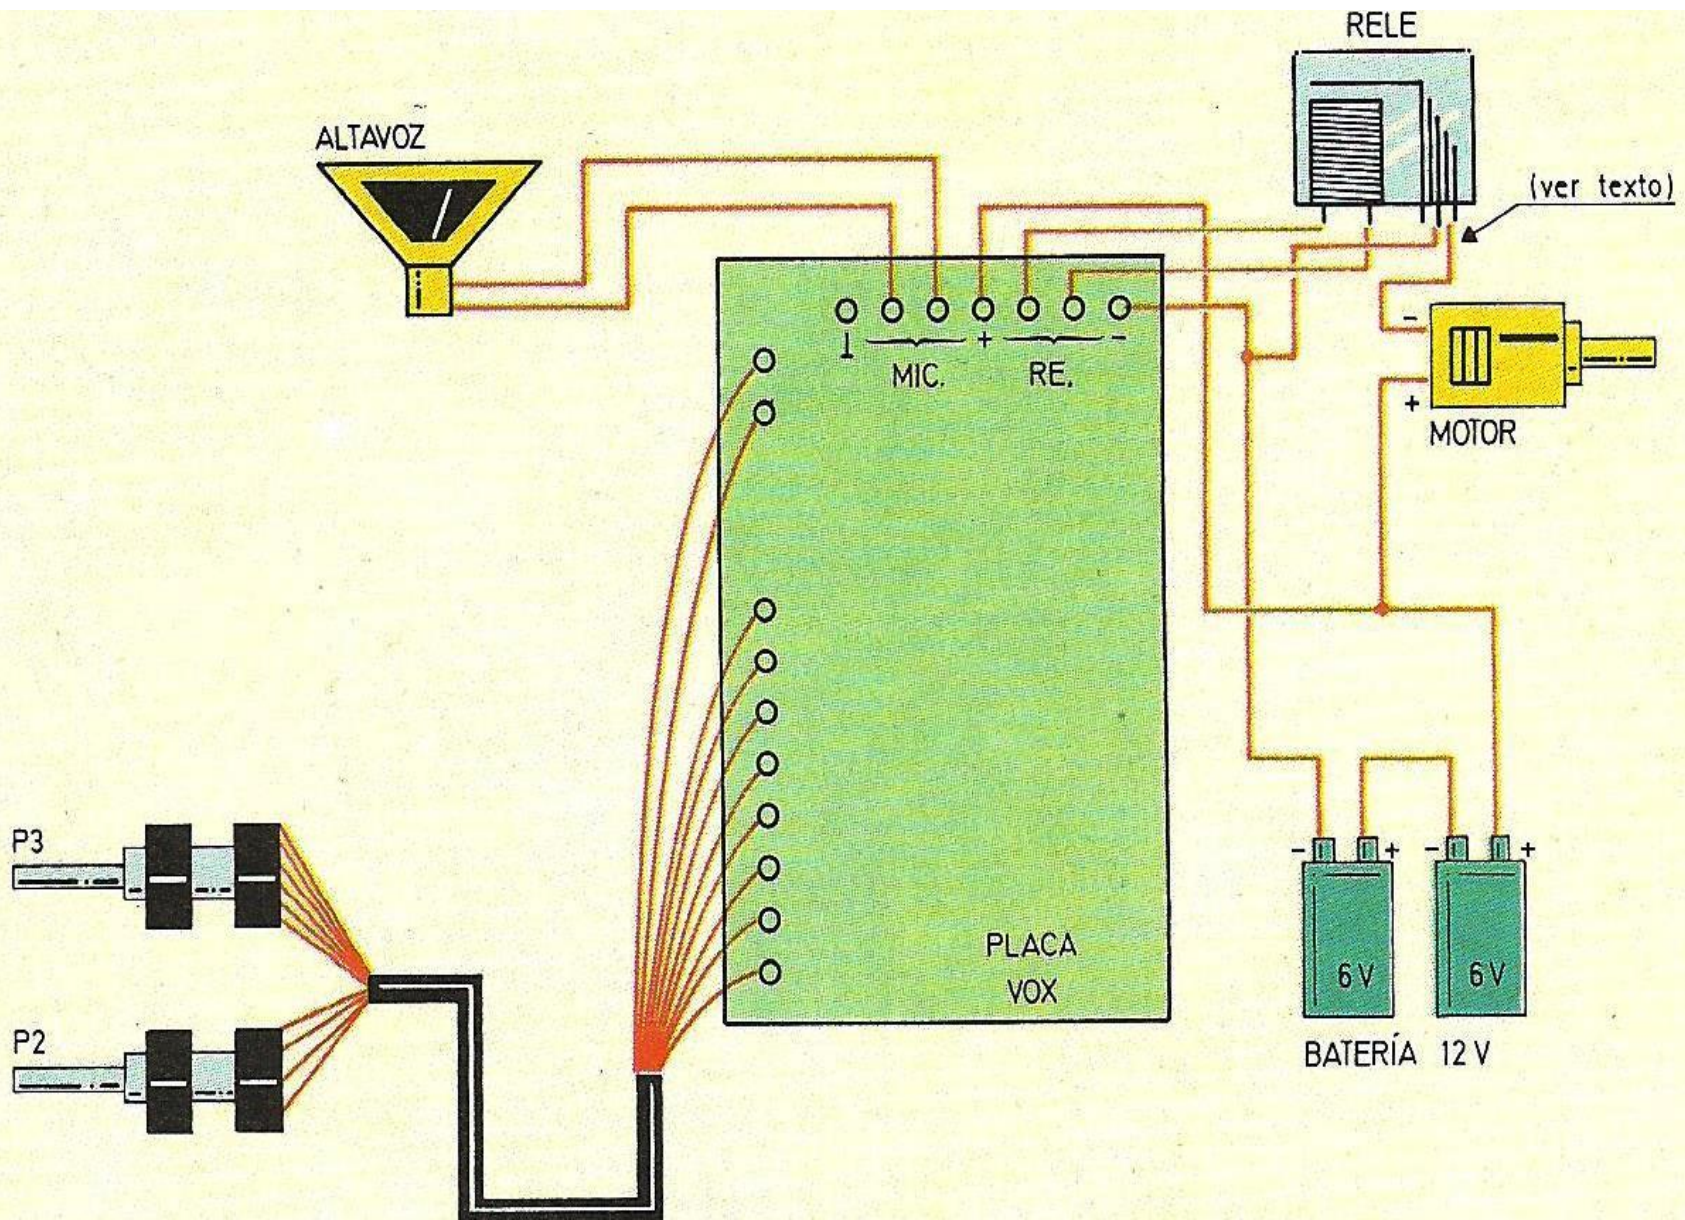 RELE
ALTAVOZ
(ver texto)
⊥ MIC. + RE. -
-
+
MOTOR
P3
P2
PLACA
VOX
- + - +
6 V 6 V
BATERÍA 12 V